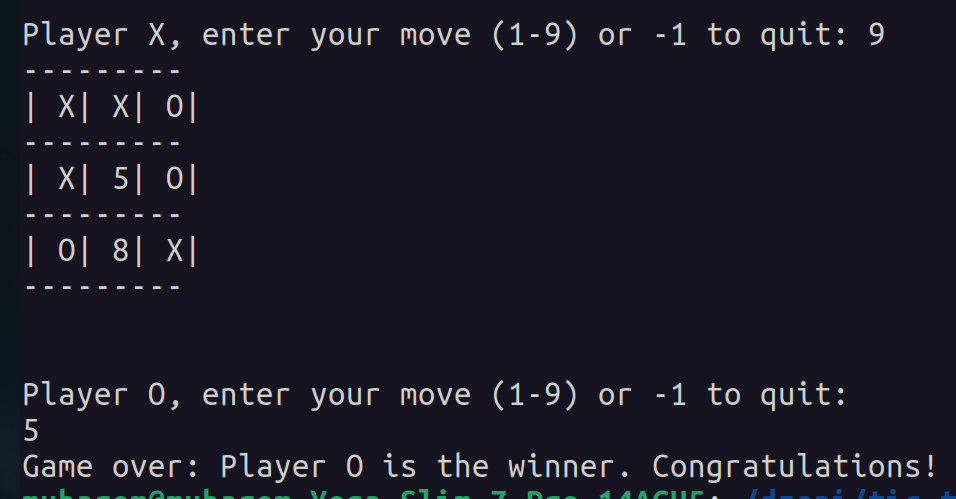 Player X, enter your move (1-9) or -1 to quit: 9
---------
| X| X| O|
---------
| X| 5| O|
---------
| O| 8| X|
---------
Player O, enter your move (1-9) or -1 to quit:
5
Game over: Player O is the winner. Congratulations!